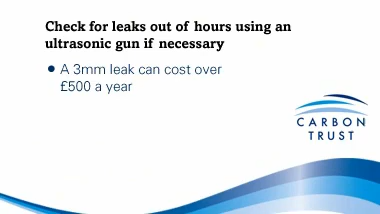 Check for leaks out of hours using an
ultrasonic gun if necessary
• A 3mm leak can cost over
£500 a year
CARBON
TRUST